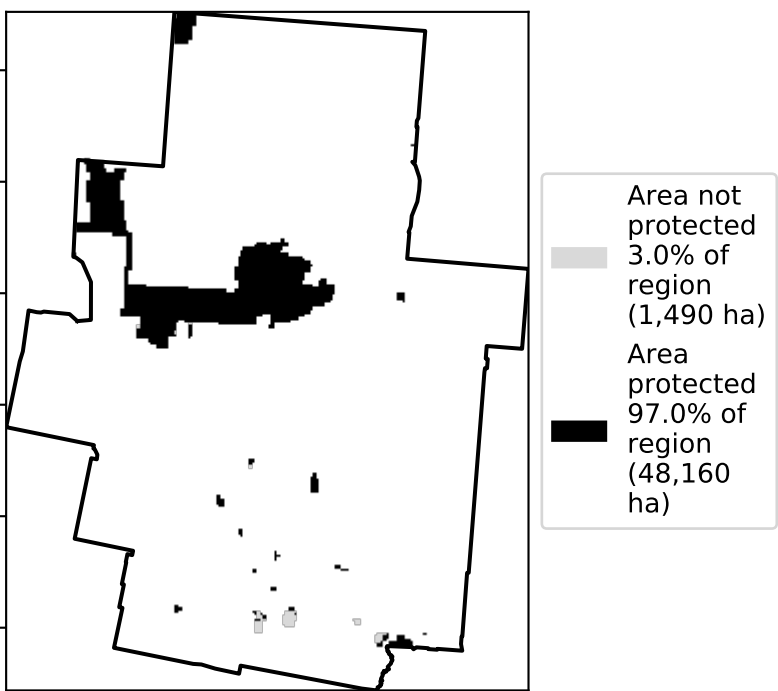 Area not
protected
3.0% of
region
(1,490 ha)
Area
protected
97.0% of
region
(48,160
ha)